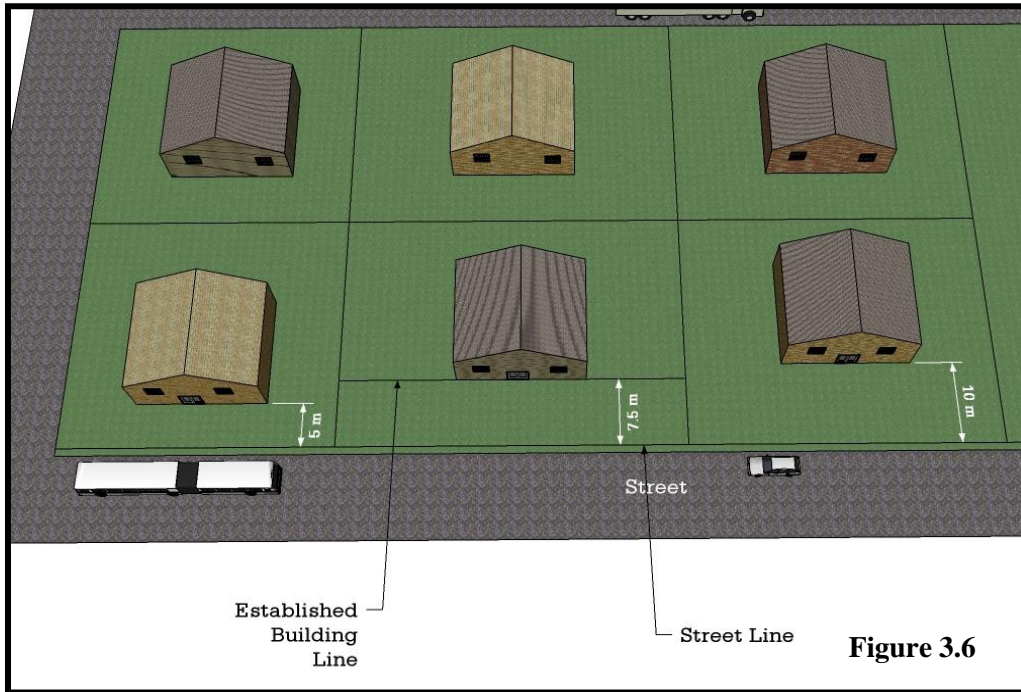 5 m
7.5 m
10 m
Street
Established
Building
Line
Street Line
Figure 3.6